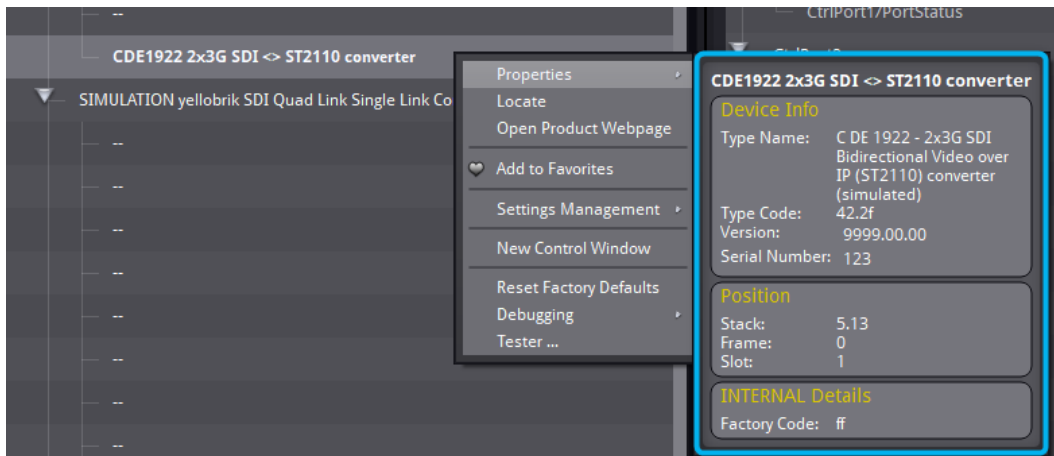 --
CDE1922 2x3G SDI <> ST2110 converter
SIMULATION yellobrik SDI Quad Link Single Link Co
--
--
--
--
--
--
--
--
Properties
Locate
Open Product Webpage
Add to Favorites
Settings Management
New Control Window
Reset Factory Defaults
Debugging
Tester ...
CtrlPort1/PortStatus
CDE1922 2x3G SDI <> ST2110 converter
Device Info
Type Name: C DE 1922 - 2x3G SDI
Bidirectional Video over
IP (ST2110) converter
(simulated)
Type Code: 42.2f
Version: 9999.00.00
Serial Number: 123
Position
Stack: 5.13
Frame: 0
Slot: 1
INTERNAL Details
Factory Code: ff